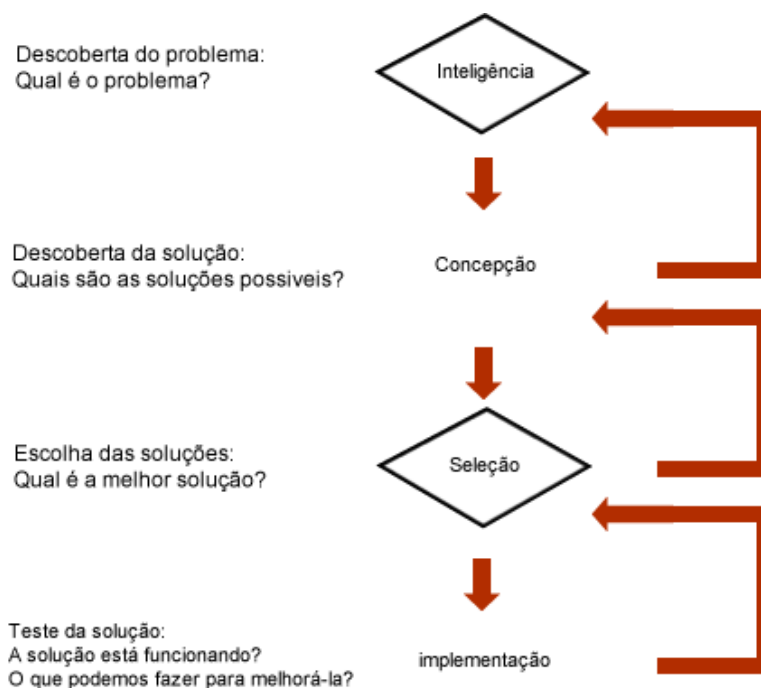 Descoberta do problema:
Qual é o problema?
Inteligência
Descoberta da solução:
Quais são as soluções possiveis?
Concepção
Escolha das soluções:
Qual é a melhor solução?
Seleção
Teste da solução:
A solução está funcionando?
O que podemos fazer para melhorá-la?
implementação